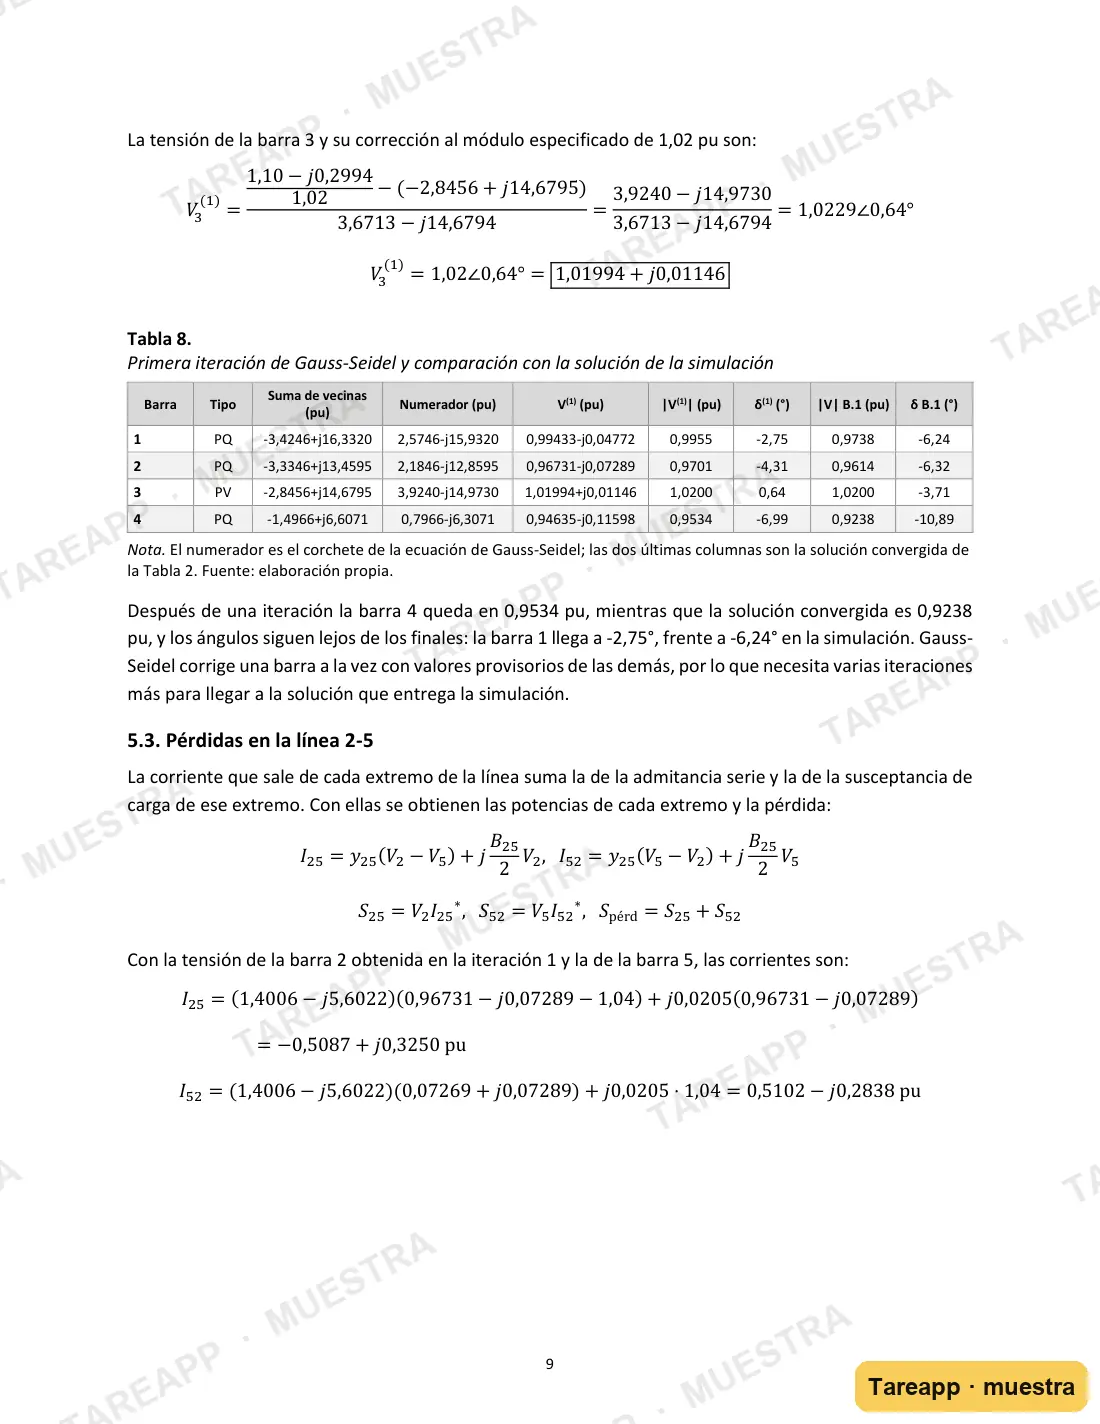 La tensión de la barra 3 y su corrección al módulo especificado de 1,02 pu son:
V₃⁽¹⁾ = ((1,10 − j0,2994)/1,02 − (−2,8456 + j14,6795))/(3,6713 − j14,6794) = (3,9240 − j14,9730)/(3,6713 − j14,6794) = 1,0229∠0,64°
V₃⁽¹⁾ = 1,02∠0,64° = 1,01994 + j0,01146
Tabla 8.
Primera iteración de Gauss-Seidel y comparación con la solución de la simulación
Barra Tipo Suma de vecinas (pu) Numerador (pu) V⁽¹⁾ (pu) |V⁽¹⁾| (pu) δ⁽¹⁾ (°) |V| B.1 (pu) δ B.1 (°)
1 PQ -3,4246+j16,3320 2,5746-j15,9320 0,99433-j0,04772 0,9955 -2,75 0,9738 -6,24
2 PQ -3,3346+j13,4595 2,1846-j12,8595 0,96731-j0,07289 0,9701 -4,31 0,9614 -6,32
3 PV -2,8456+j14,6795 3,9240-j14,9730 1,01994+j0,01146 1,0200 0,64 1,0200 -3,71
4 PQ -1,4966+j6,6071 0,7966-j6,3071 0,94635-j0,11598 0,9534 -6,99 0,9238 -10,89
Nota. El numerador es el corchete de la ecuación de Gauss-Seidel; las dos últimas columnas son la solución convergida de
la Tabla 2. Fuente: elaboración propia.
Después de una iteración la barra 4 queda en 0,9534 pu, mientras que la solución convergida es 0,9238
pu, y los ángulos siguen lejos de los finales: la barra 1 llega a -2,75°, frente a -6,24° en la simulación. Gauss-
Seidel corrige una barra a la vez con valores provisorios de las demás, por lo que necesita varias iteraciones
más para llegar a la solución que entrega la simulación.
5.3. Pérdidas en la línea 2-5
La corriente que sale de cada extremo de la línea suma la de la admitancia serie y la de la susceptancia de
carga de ese extremo. Con ellas se obtienen las potencias de cada extremo y la pérdida:
I₂₅ = y₂₅(V₂ − V₅) + j B₂₅/2 V₂, I₅₂ = y₂₅(V₅ − V₂) + j B₂₅/2 V₅
S₂₅ = V₂I₂₅*, S₅₂ = V₅I₅₂*, Spérd = S₂₅ + S₅₂
Con la tensión de la barra 2 obtenida en la iteración 1 y la de la barra 5, las corrientes son:
I₂₅ = (1,4006 − j5,6022)(0,96731 − j0,07289 − 1,04) + j0,0205(0,96731 − j0,07289)
= −0,5087 + j0,3250 pu
I₅₂ = (1,4006 − j5,6022)(0,07269 + j0,07289) + j0,0205 · 1,04 = 0,5102 − j0,2838 pu
9
Tareapp · muestra
TAREAPP · MUESTRA